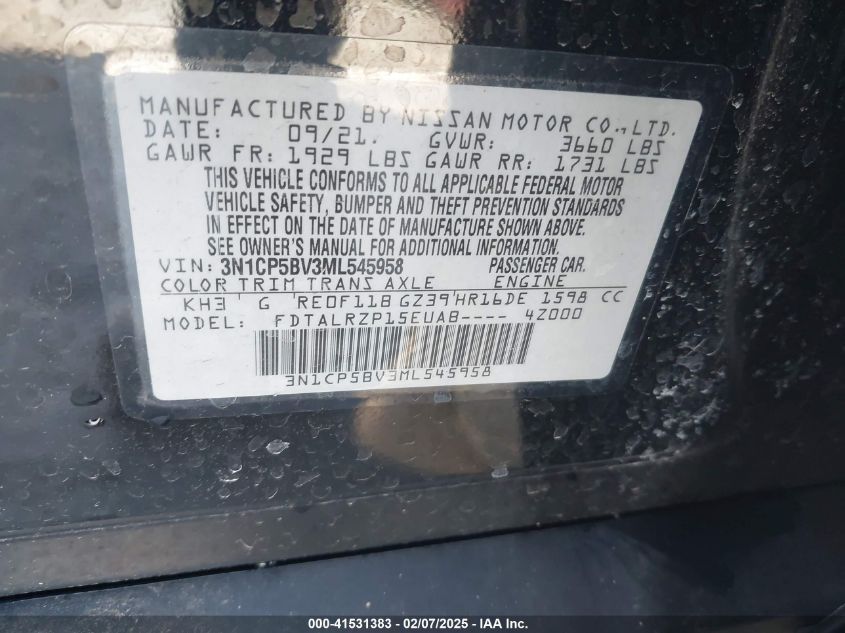 MANUFACTURED BY NISSAN MOTOR CO., LTD.
DATE: 09/21. GVWR: 3660 LBS
GAWR FR: 1929 LBS GAWR RR: 1731 LBS
THIS VEHICLE CONFORMS TO ALL APPLICABLE FEDERAL MOTOR
VEHICLE SAFETY, BUMPER AND THEFT PREVENTION STANDARDS
IN EFFECT ON THE DATE OF MANUFACTURE SHOWN ABOVE.
SEE OWNER'S MANUAL FOR ADDITIONAL INFORMATION.
VIN: 3N1CP5BV3ML545958 PASSENGER CAR.
COLOR TRIM TRANS AXLE ENGINE
KH3 G RE0F11B GZ39 HR16DE 1598 CC
MODEL: FDTALRZP15EUAB---- 4Z000
3N1CP5BV3ML545958
000-41531383 - 02/07/2025 - IAA Inc.